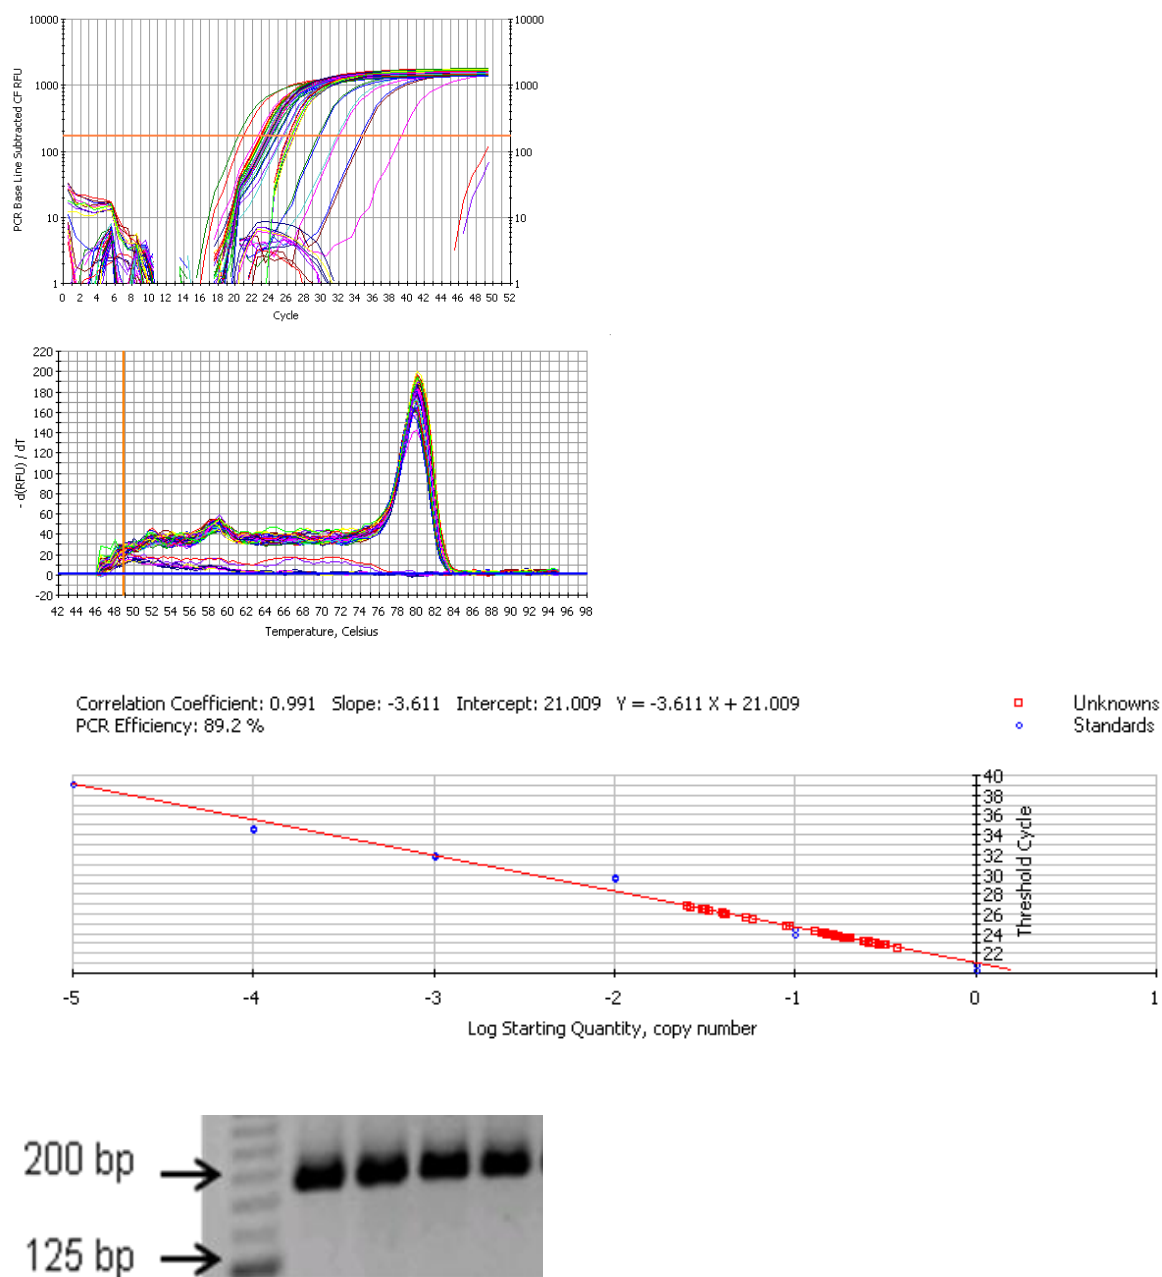 10000 10000
1000 1000
100 100
10 10
1 1
PCR Base Line Subtracted CF RFU
0 2 4 6 8 10 12 14 16 18 20 22 24 26 28 30 32 34 36 38 40 42 44 46 48 50 52
Cycle
220
200
180
160
140
120
100
80
60
40
20
0
-20
- d(RFU) / dT
42 44 46 48 50 52 54 56 58 60 62 64 66 68 70 72 74 76 78 80 82 84 86 88 90 92 94 96 98
Temperature, Celsius
Correlation Coefficient: 0.991 Slope: -3.611 Intercept: 21.009 Y = -3.611 X + 21.009
PCR Efficiency: 89.2 %
Unknowns
Standards
40
38
36
34
32
30
28
26
24
22
Threshold Cycle
-5 -4 -3 -2 -1 0 1
Log Starting Quantity, copy number
200 bp
125 bp